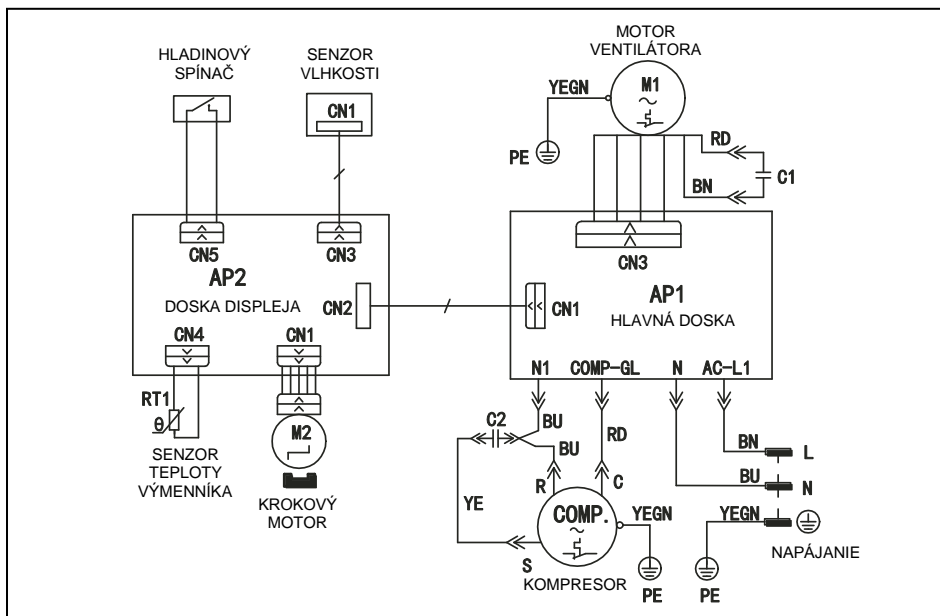 HLADINOVÝ
SPÍNAČ
SENZOR
VLHKOSTI
CN1
MOTOR
VENTILÁTORA
YEGN
M1
PE
RD
BN
C1
CN5
CN3
AP2
DOSKA DISPLEJA
CN2
CN4
CN1
RT1
θ
M2
SENZOR
TEPLOTY
VÝMENNÍKA
KROKOVÝ
MOTOR
CN3
CN1
AP1
HLAVNÁ DOSKA
N1
COMP-GL
N
AC-L1
C2
BU
BU
RD
BN
L
BU
N
R
C
YE
COMP.
YEGN
YEGN
S
NAPÁJANIE
KOMPRESOR
PE
PE